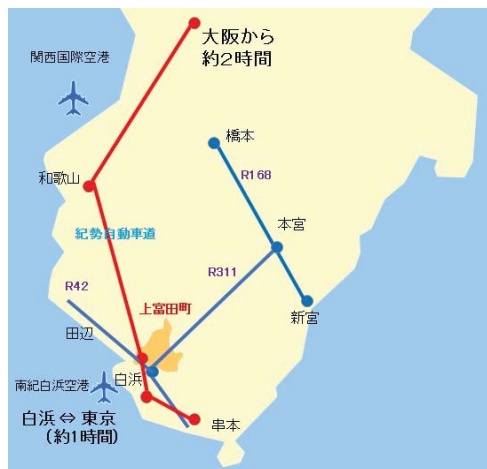 大阪から
約2時間
関西国際空港
橋本
R168
和歌山
紀勢自動車道
本宮
R311
R42
上富田町
新宮
田辺
白浜
南紀白浜空港
白浜 ⇔ 東京
（約1時間）
串本